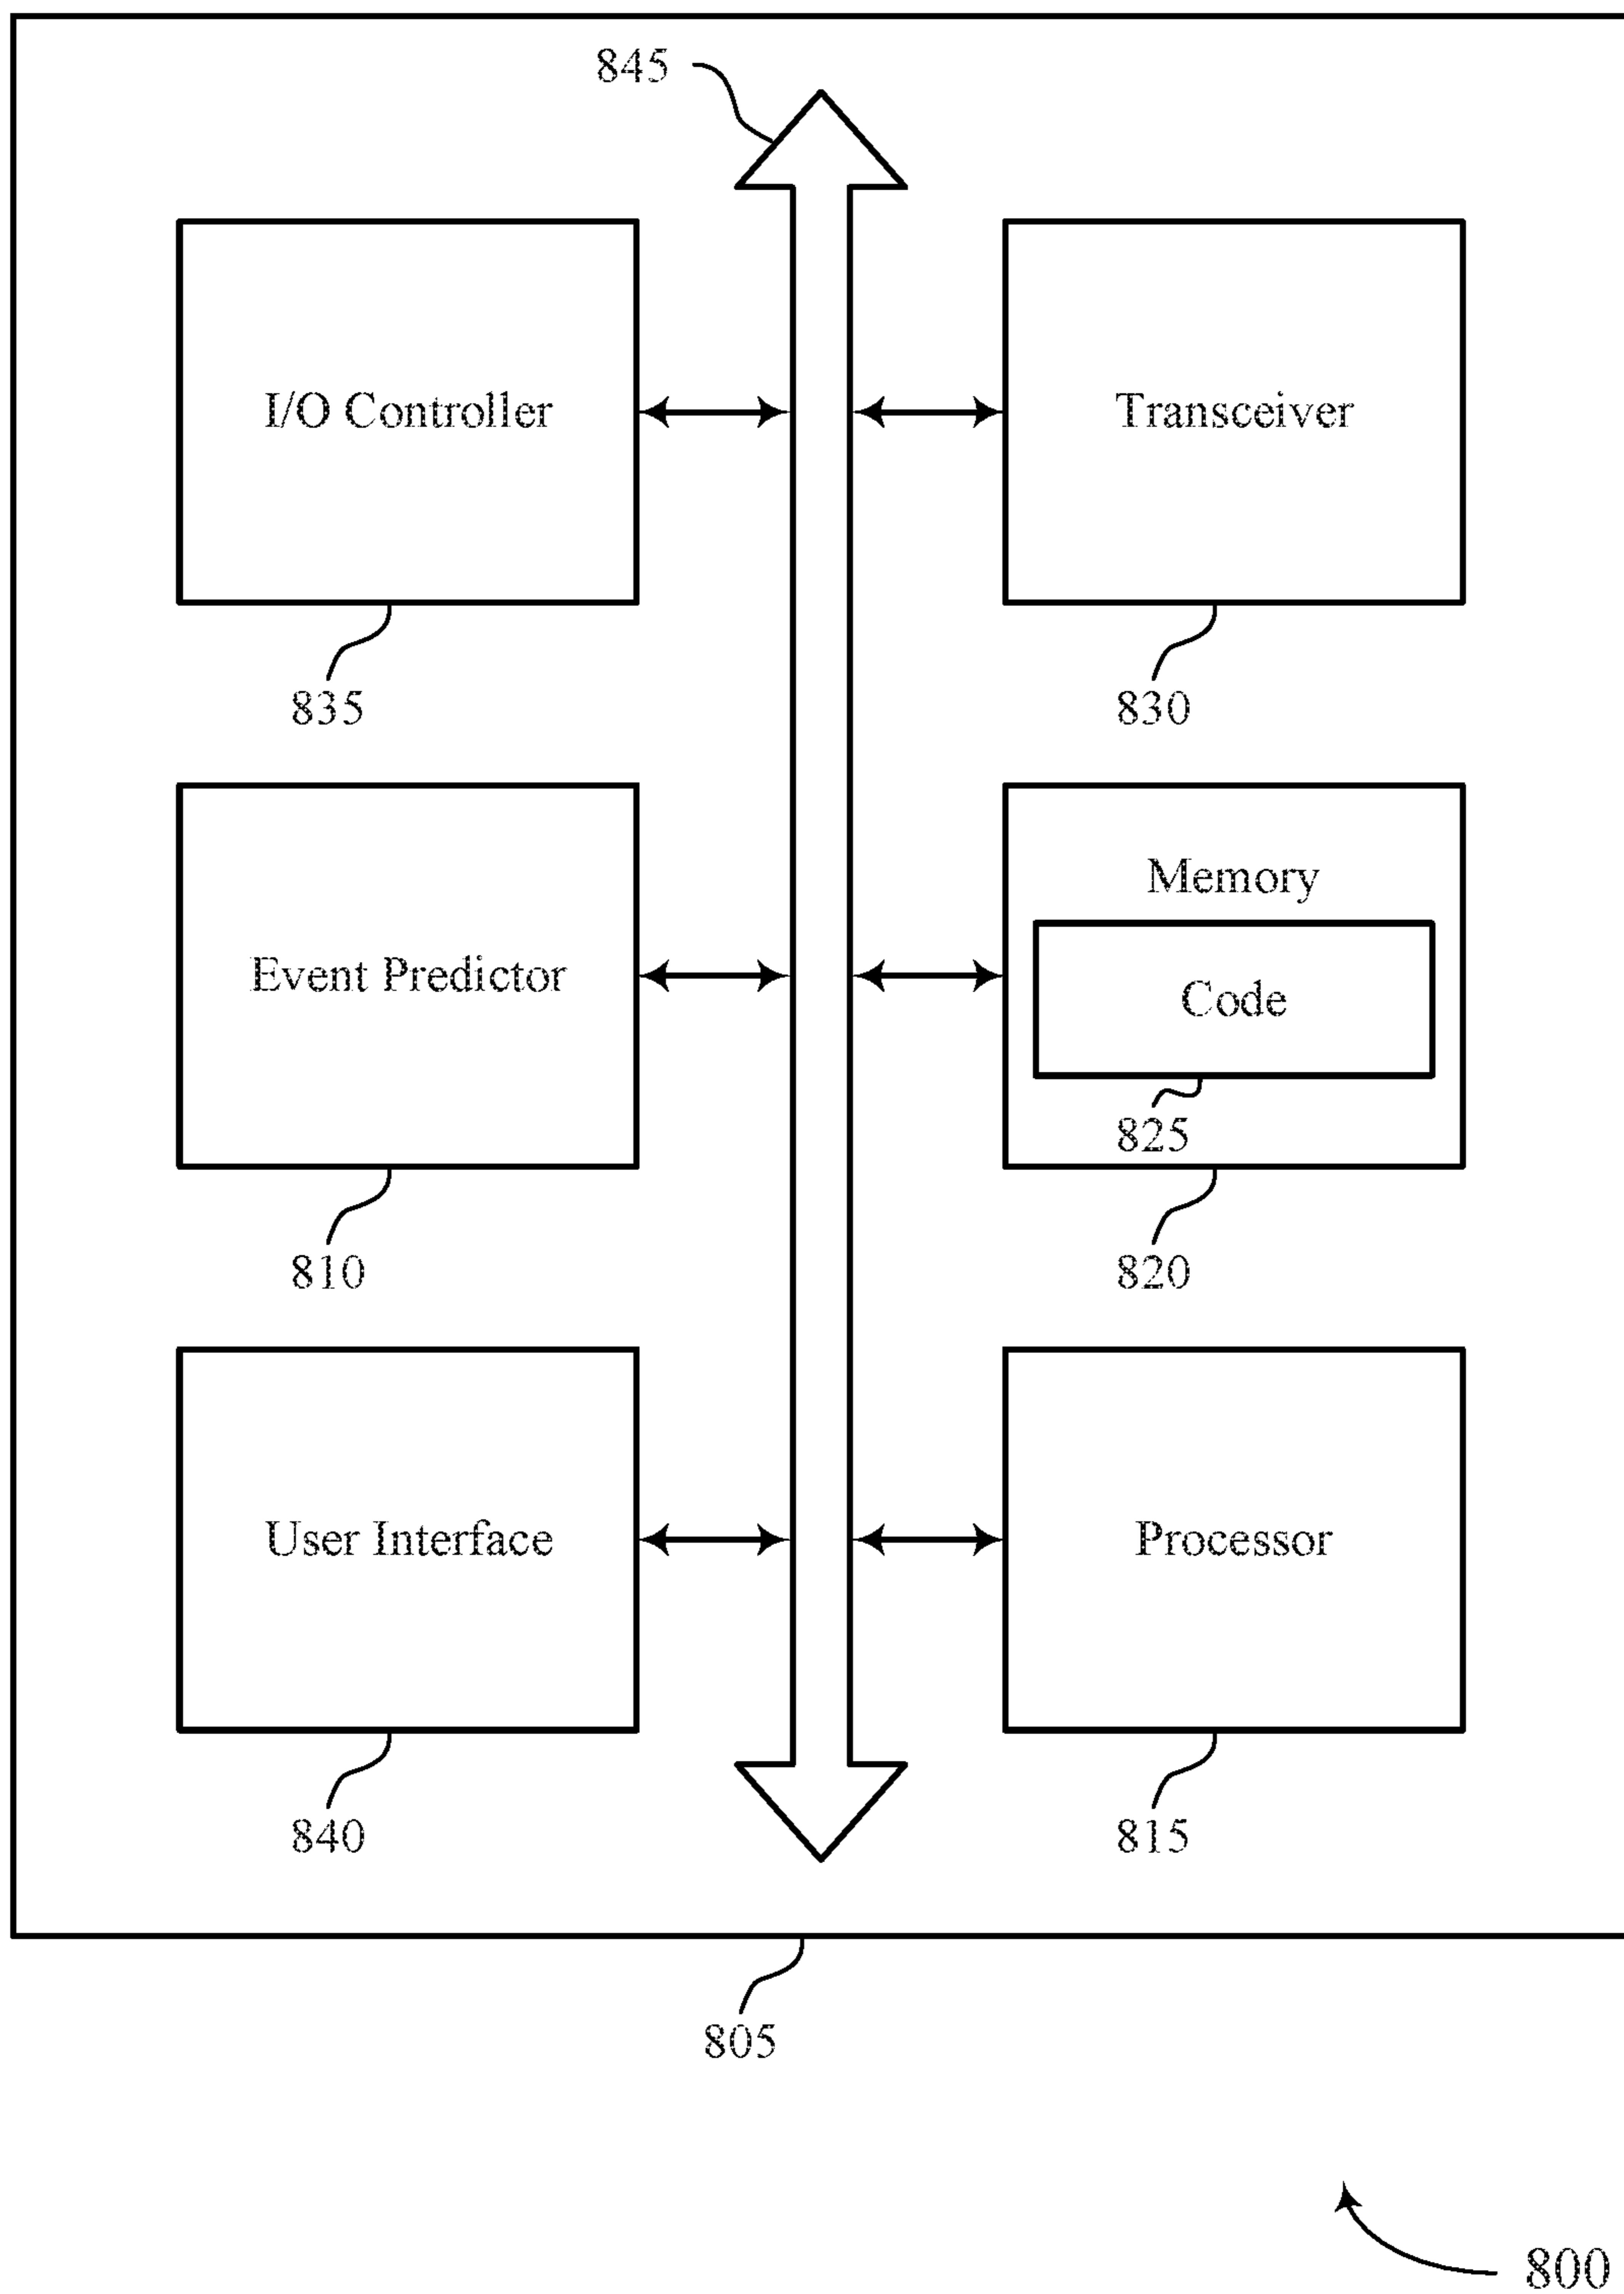 845
I/O Controller
Transceiver
835
830
Event Predictor
Memory
Code
825
810
820
User Interface
Processor
840
815
805
800